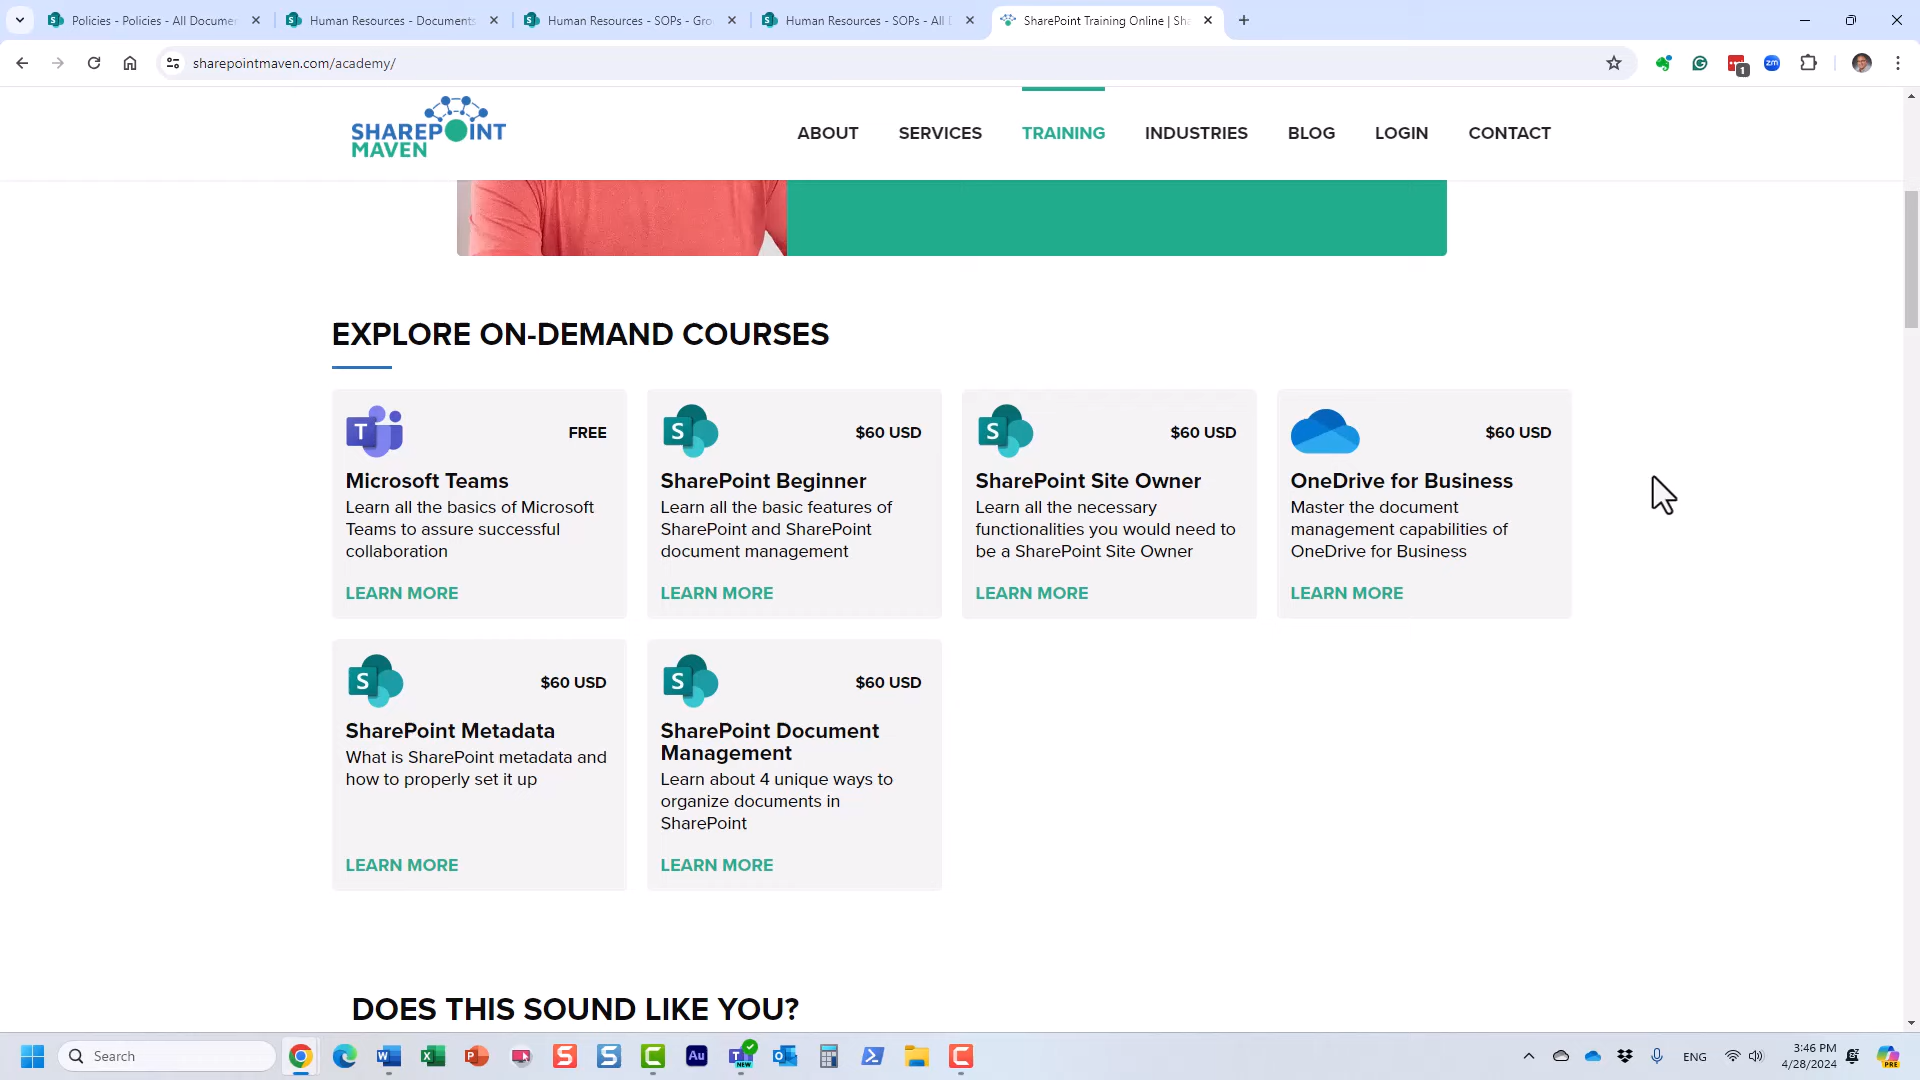 Policies - Policies - All Documen
Human Resources - Documents
Human Resources - SOPs - Gro
Human Resources - SOPs - All D
SharePoint Training Online | Sha
sharepointmaven.com/academy/
1
zm
SHAREPOINT
MAVEN
ABOUT
SERVICES
TRAINING
INDUSTRIES
BLOG
LOGIN
CONTACT
EXPLORE ON-DEMAND COURSES
T
FREE
Microsoft Teams
Learn all the basics of Microsoft
Teams to assure successful
collaboration
LEARN MORE
S
$60 USD
SharePoint Beginner
Learn all the basic features of
SharePoint and SharePoint
document management
LEARN MORE
S
$60 USD
SharePoint Site Owner
Learn all the necessary
functionalities you would need to
be a SharePoint Site Owner
LEARN MORE
$60 USD
OneDrive for Business
Master the document
management capabilities of
OneDrive for Business
LEARN MORE
S
$60 USD
SharePoint Metadata
What is SharePoint metadata and
how to properly set it up
LEARN MORE
S
$60 USD
SharePoint Document
Management
Learn about 4 unique ways to
organize documents in
SharePoint
LEARN MORE
DOES THIS SOUND LIKE YOU?
Search
Au
NEW
ENG
3:46 PM
4/28/2024
PRE